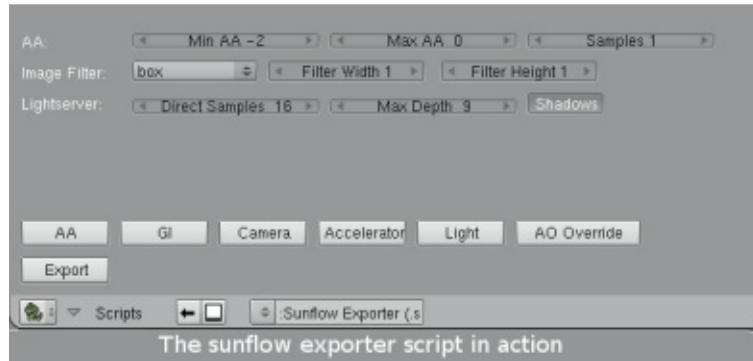 AA: Min AA -2 Max AA 0 Samples 1
Image Filter: box Filter Width 1 Filter Height 1
Lightserver: Direct Samples 16 Max Depth 9 Shadows
AA GI Camera Accelerator Light AO Override
Export
Scripts :Sunflow Exporter (.s
The sunflow exporter script in action